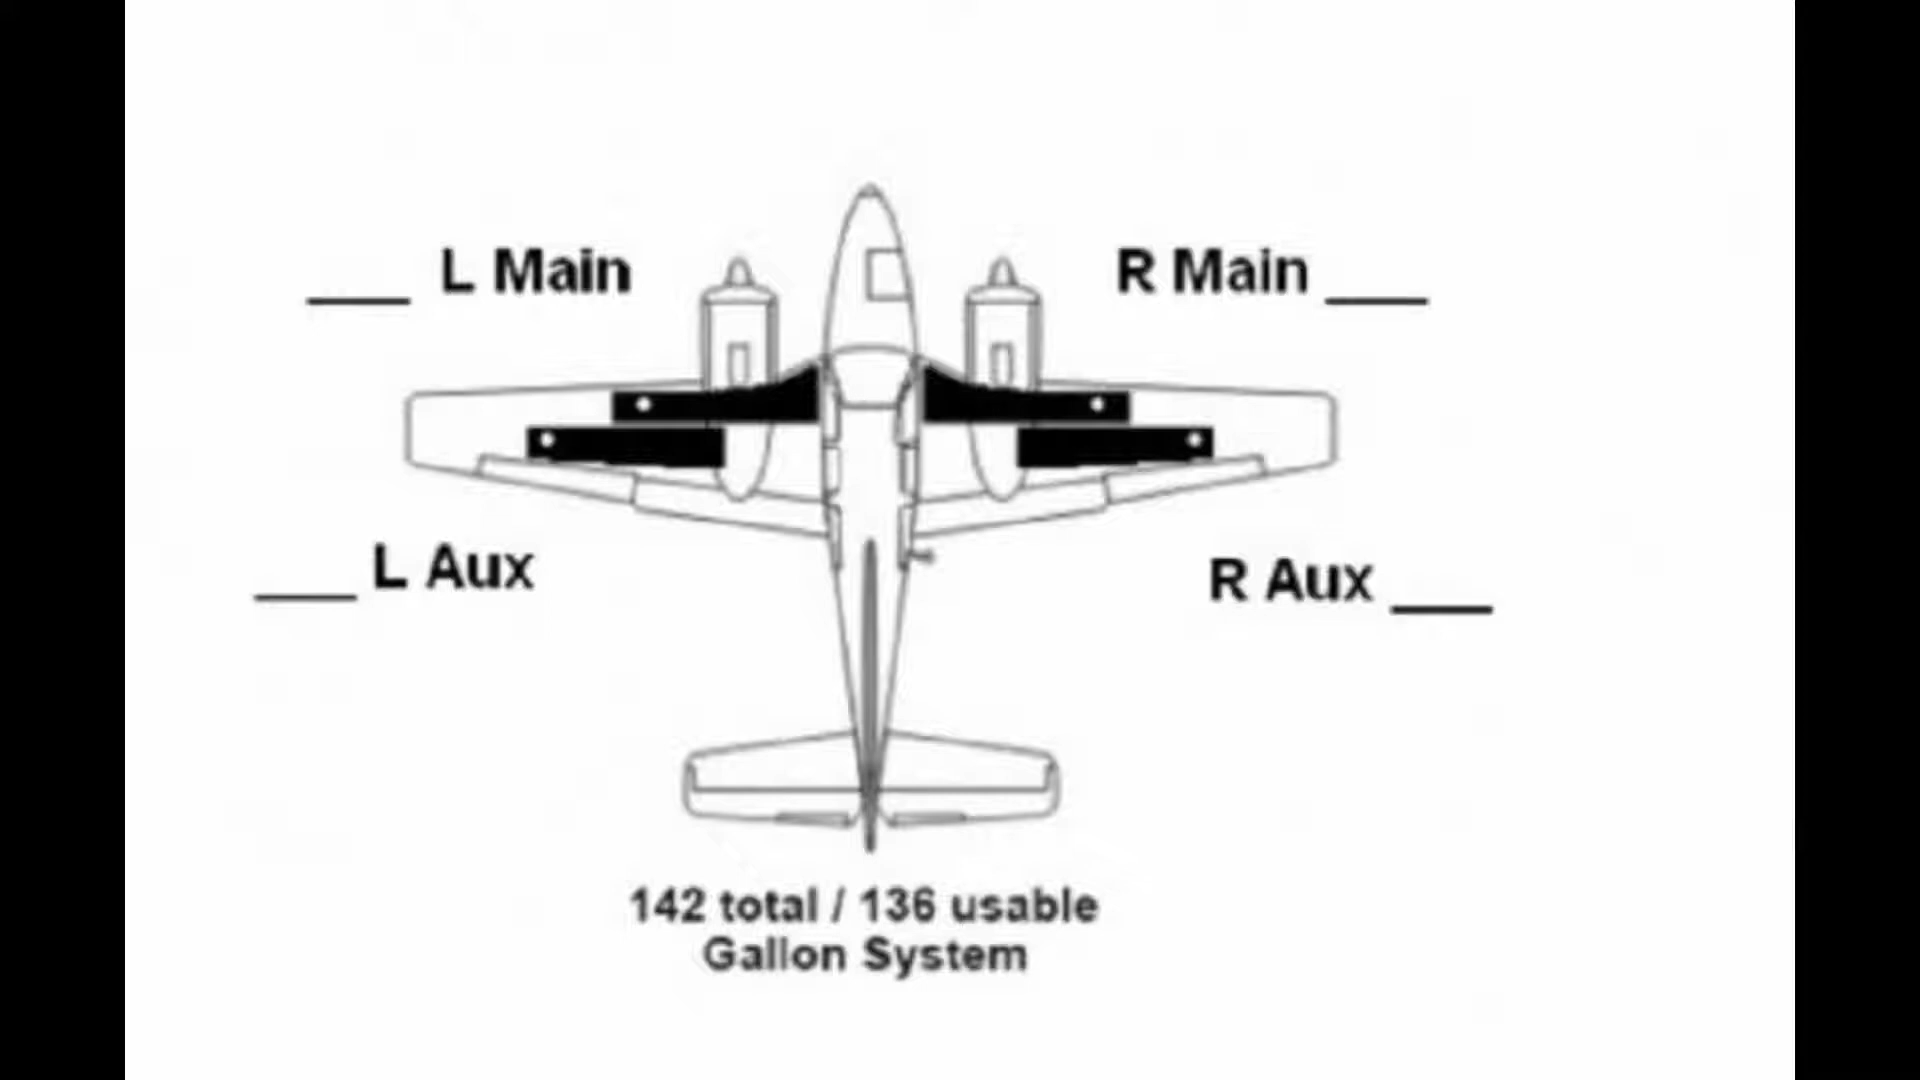 ___ L Main
R Main ___
___ L Aux
R Aux ___
142 total / 136 usable
Gallon System